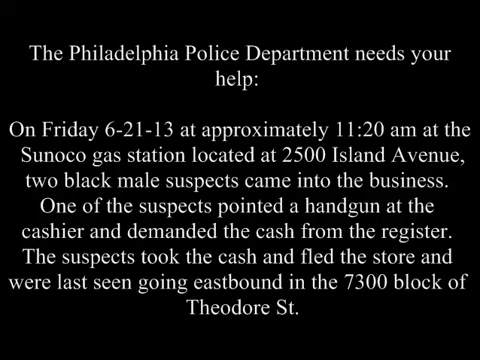 The Philadelphia Police Department needs your
help:
On Friday 6-21-13 at approximately 11:20 am at the
Sunoco gas station located at 2500 Island Avenue,
two black male suspects came into the business.
One of the suspects pointed a handgun at the
cashier and demanded the cash from the register.
The suspects took the cash and fled the store and
were last seen going eastbound in the 7300 block of
Theodore St.